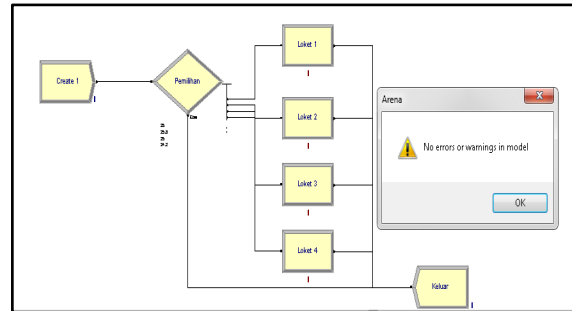 Create 1
Pemilihan
Else
Loket 1
Loket 2
Loket 3
Loket 4
Keluar
Arena
No errors or warnings in model
OK